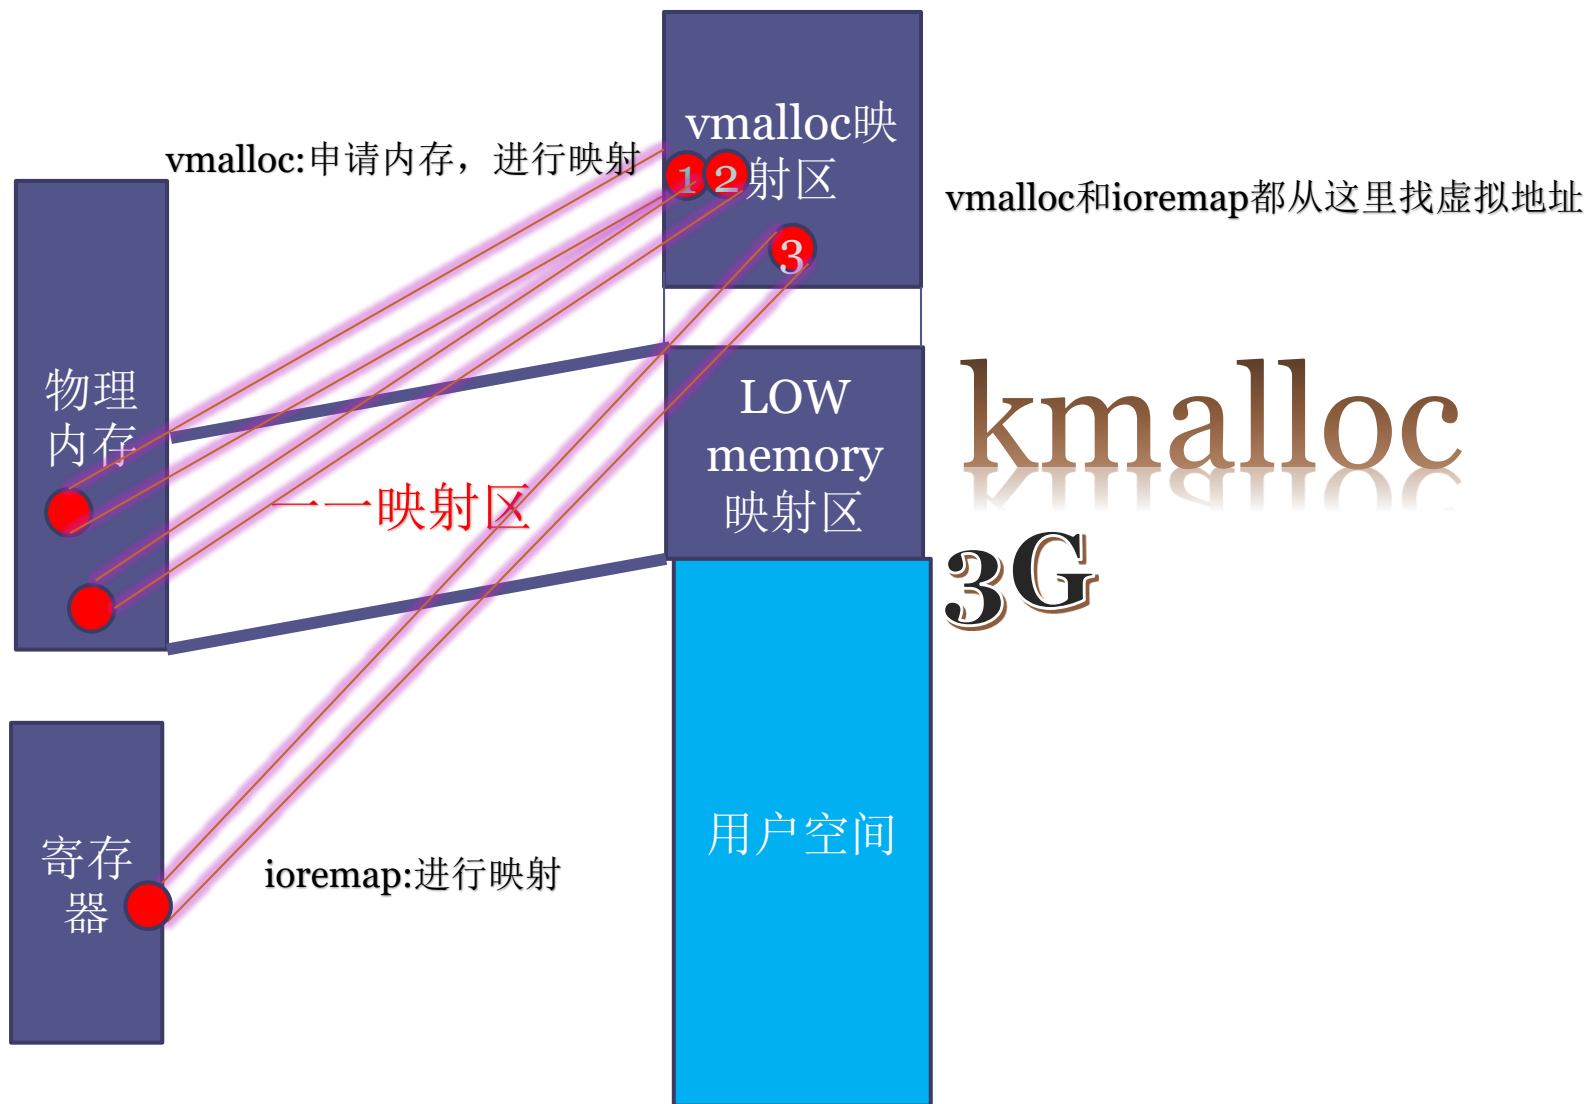 vmalloc映
射区
1 2
3
vmalloc:申请内存，进行映射
vmalloc和ioremap都从这里找虚拟地址
物理
内存
LOW
memory
映射区
kmalloc
一一映射区
3G
用户空间
寄存
器
ioremap:进行映射